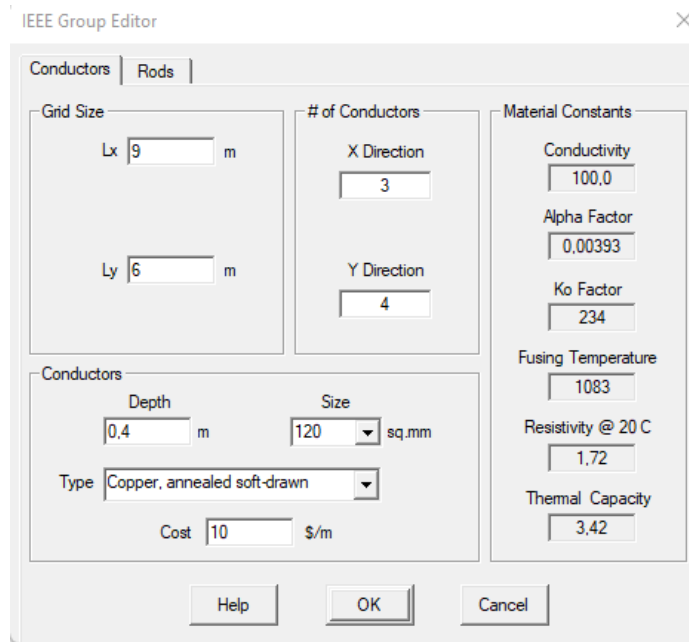 IEEE Group Editor
Conductors
Rods
Grid Size
Lx 9 m
Ly 6 m
# of Conductors
X Direction
3
Y Direction
4
Material Constants
Conductivity
100,0
Alpha Factor
0,00393
Ko Factor
234
Fusing Temperature
1083
Resistivity @ 20 C
1,72
Thermal Capacity
3,42
Conductors
Depth
0,4 m
Size
120 sq.mm
Type Copper, annealed soft-drawn
Cost 10 $/m
Help
OK
Cancel